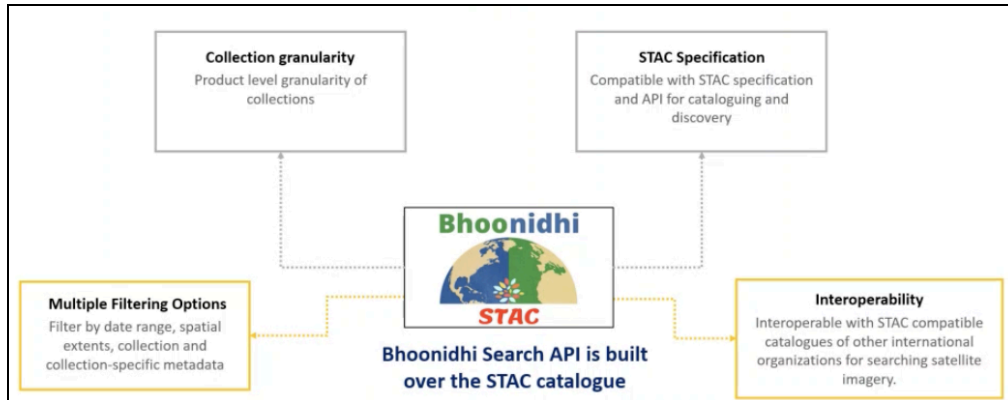 Collection granularity
Product level granularity of
collections
STAC Specification
Compatible with STAC specification
and API for cataloguing and
discovery
Bhoonidhi
STAC
Multiple Filtering Options
Filter by date range, spatial
extents, collection and
collection-specific metadata
Interoperability
Interoperable with STAC compatible
catalogues of other international
organizations for searching satellite
imagery.
Bhoonidhi Search API is built
over the STAC catalogue